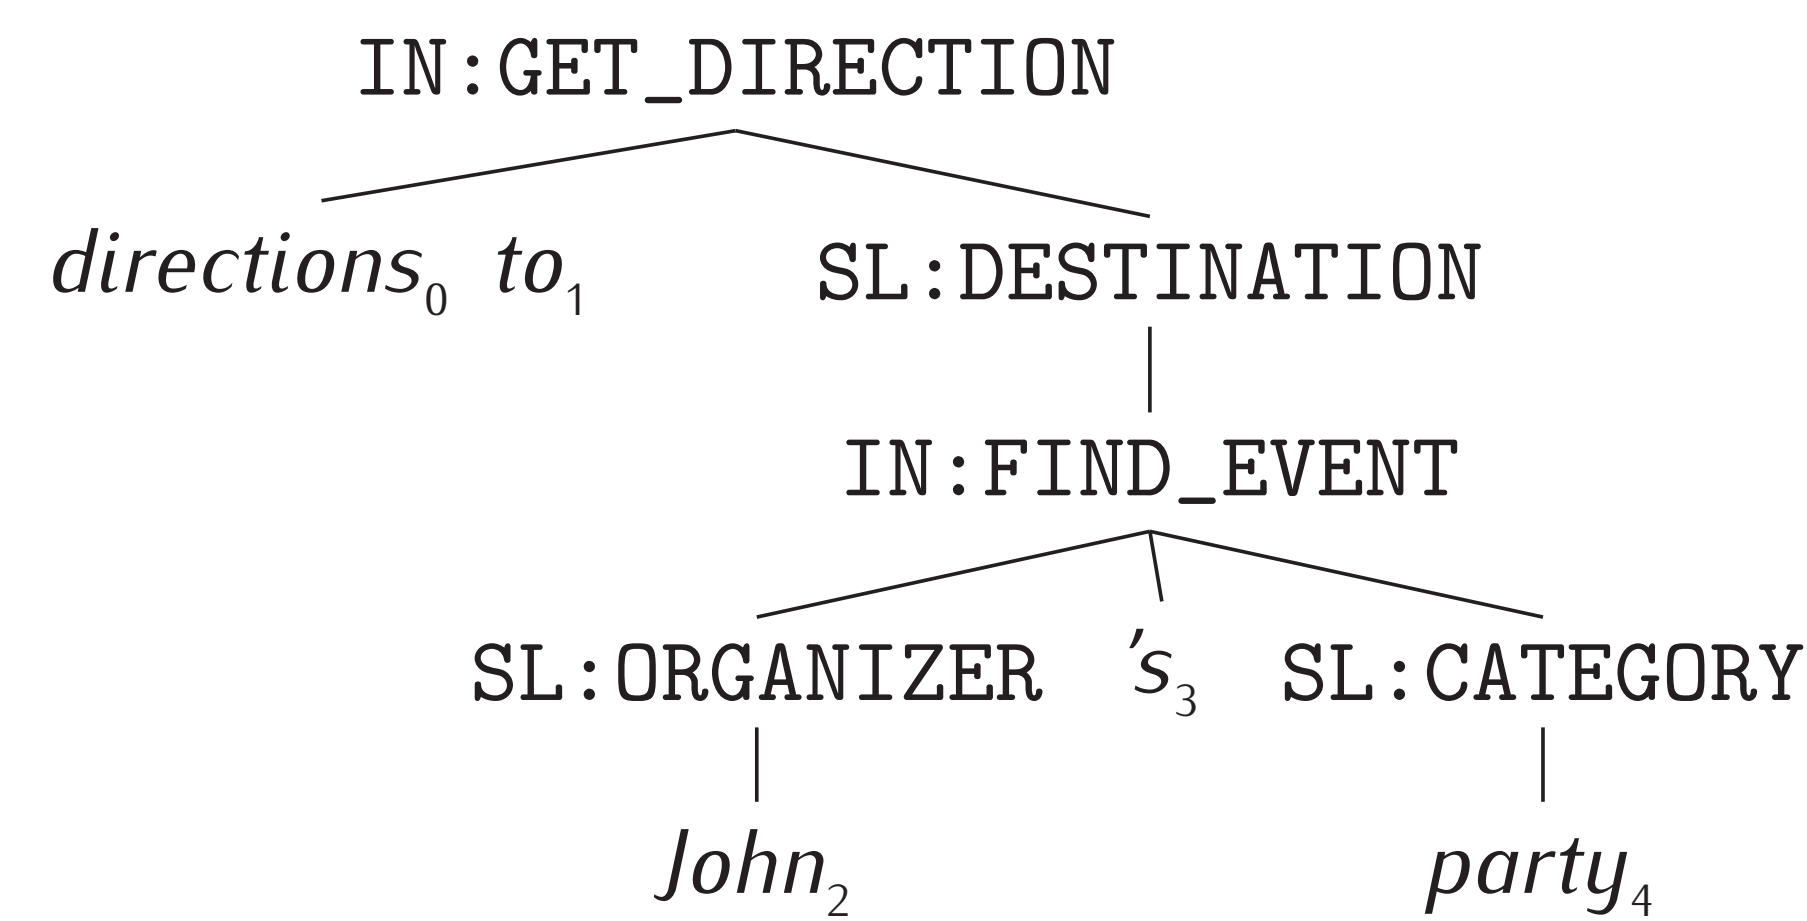 IN:GET_DIRECTION
directions0 to1
SL:DESTINATION
IN:FIND_EVENT
SL:ORGANIZER 's3 SL:CATEGORY
John2 party4